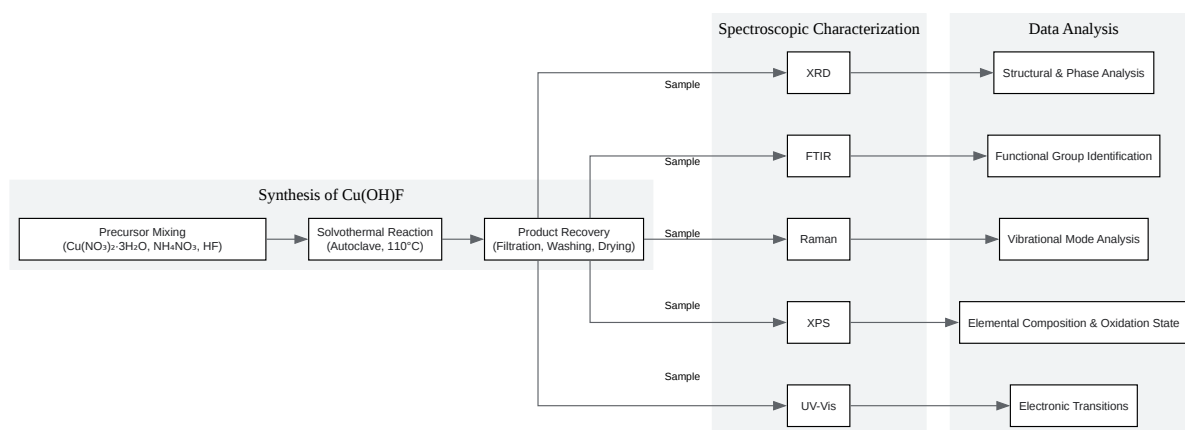 Spectroscopic Characterization
Data Analysis
XRD
Structural & Phase Analysis
Sample
FTIR
Functional Group Identification
Sample
Synthesis of Cu(OH)F
Precursor Mixing
(Cu(NO₃)₂·3H₂O, NH₄NO₃, HF)
Solvothermal Reaction
(Autoclave, 110°C)
Product Recovery
(Filtration, Washing, Drying)
Sample
Raman
Vibrational Mode Analysis
Sample
XPS
Elemental Composition & Oxidation State
Sample
UV-Vis
Electronic Transitions